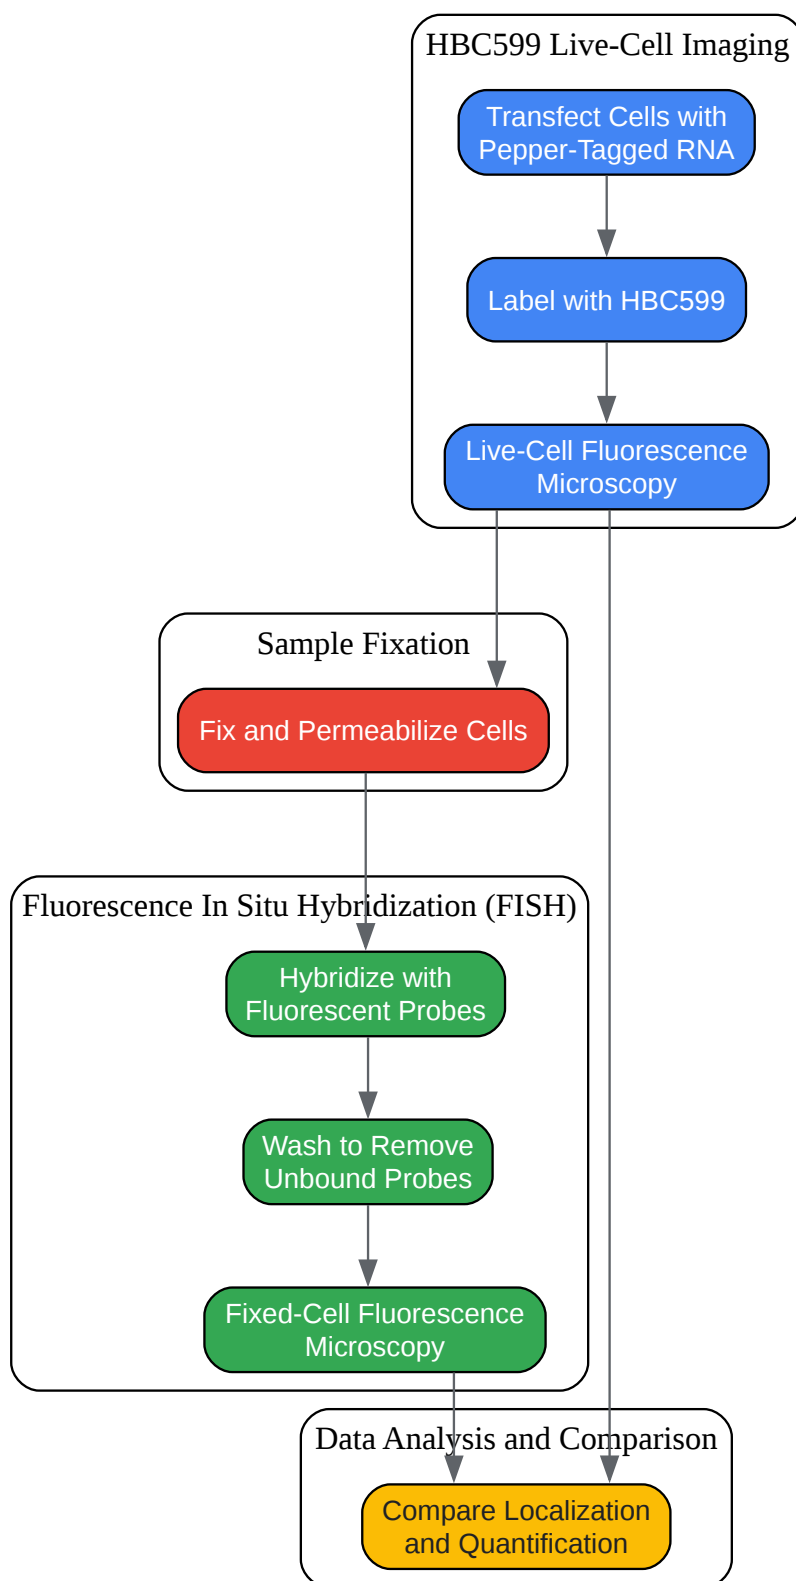 HBC599 Live-Cell Imaging
Transfect Cells with
Pepper-Tagged RNA
Label with HBC599
Live-Cell Fluorescence
Microscopy
Sample Fixation
Fix and Permeabilize Cells
Fluorescence In Situ Hybridization (FISH)
Hybridize with
Fluorescent Probes
Wash to Remove
Unbound Probes
Fixed-Cell Fluorescence
Microscopy
Data Analysis and Comparison
Compare Localization
and Quantification